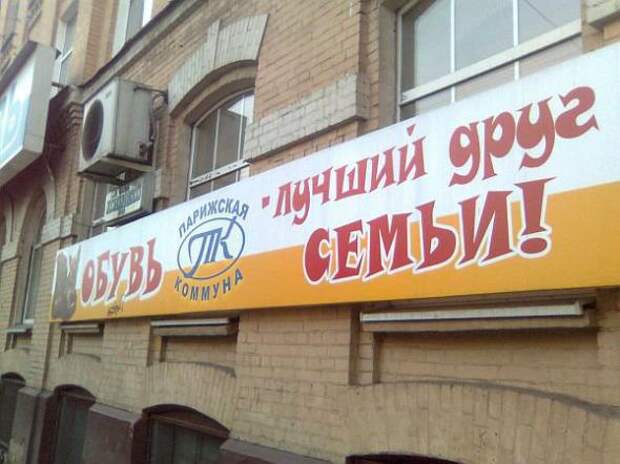 ОБУВЬ
ПАРИЖСКАЯ
ПК
КОММУНА
- лучший друг
семьи!